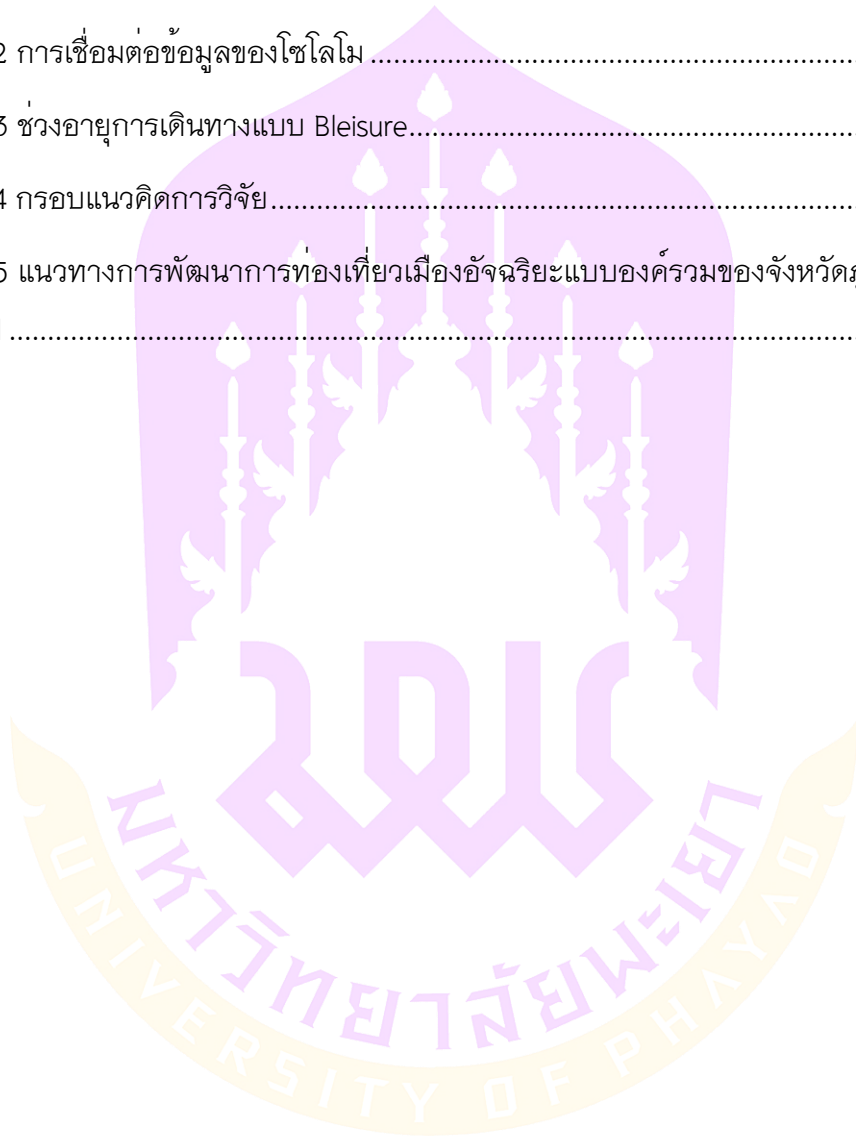 2 การเชื่อมต่อข้อมูลของโซโลโม ........................................................
3 ช่วงอายุการเดินทางแบบ Bleisure........................................................
4 กรอบแนวคิดการวิจัย........................................................
5 แนวทางการพัฒนาการท่องเที่ยวเมืองอัจฉริยะแบบองค์รวมของจังหวัด
........................................................
มหาวิทยาลัยพะเยา
UNIVERSITY OF PHAYAO